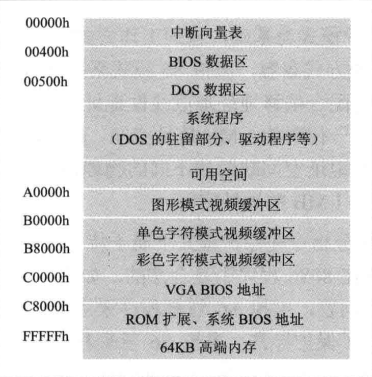 00000h
中断向量表
00400h
BIOS 数据区
00500h
DOS 数据区
系统程序
(DOS 的驻留部分、驱动程序等)
可用空间
A0000h
图形模式视频缓冲区
B0000h
单色字符模式视频缓冲区
B8000h
彩色字符模式视频缓冲区
C0000h
VGA BIOS 地址
C8000h
ROM 扩展、系统 BIOS 地址
FFFFFh
64KB 高端内存